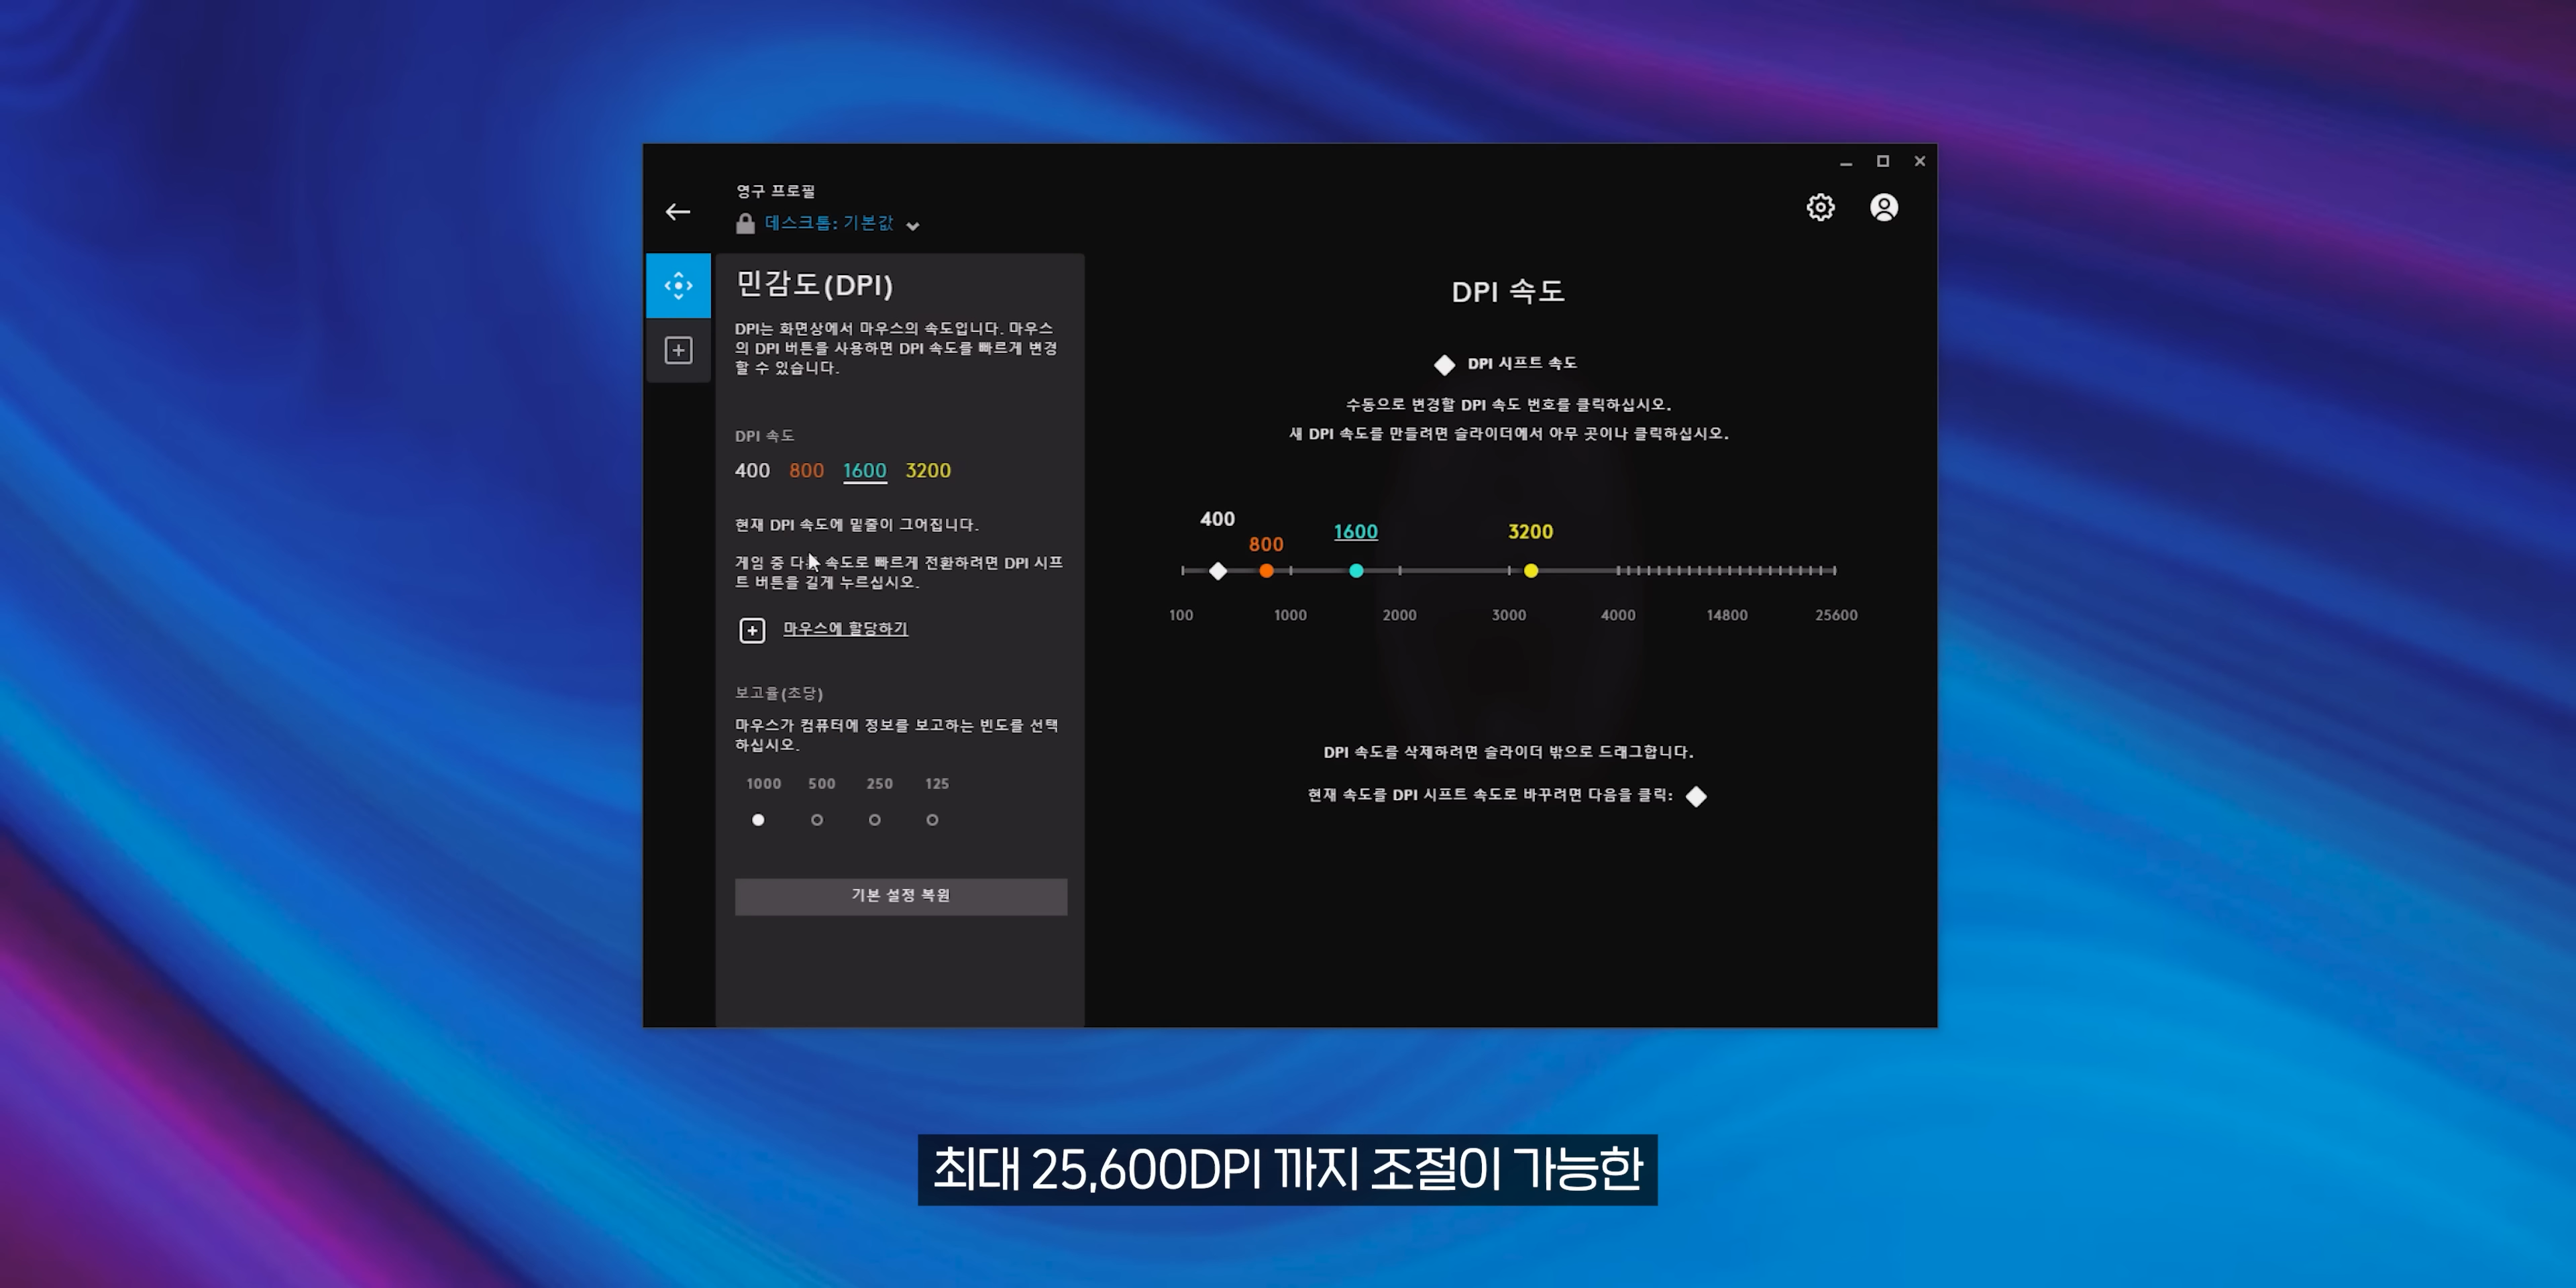 영구 프로필
데스크톱: 기본값
민감도(DPI)
DPI는 화면상에서 마우스의 속도입니다. 마우스
의 DPI 버튼을 사용하면 DPI 속도를 빠르게 변경
할 수 있습니다.
DPI 속도
400 800 1600 3200
현재 DPI 속도에 밑줄이 그어집니다.
게임 중 다른 속도로 빠르게 전환하려면 DPI 시프
트 버튼을 길게 누르십시오.
마우스에 할당하기
보고율(초당)
마우스가 컴퓨터에 정보를 보고하는 빈도를 선택
하십시오.
1000 500 250 125
기본 설정 복원
DPI 속도
DPI 시프트 속도
수동으로 변경할 DPI 속도 번호를 클릭하십시오.
새 DPI 속도를 만들려면 슬라이더에서 아무 곳이나 클릭하십시오.
400 800 1600 3200
100 1000 2000 3000 4000 14800 25600
DPI 속도를 삭제하려면 슬라이더 밖으로 드래그합니다.
현재 속도를 DPI 시프트 속도로 바꾸려면 다음을 클릭:
최대 25,600DPI 까지 조절이 가능한